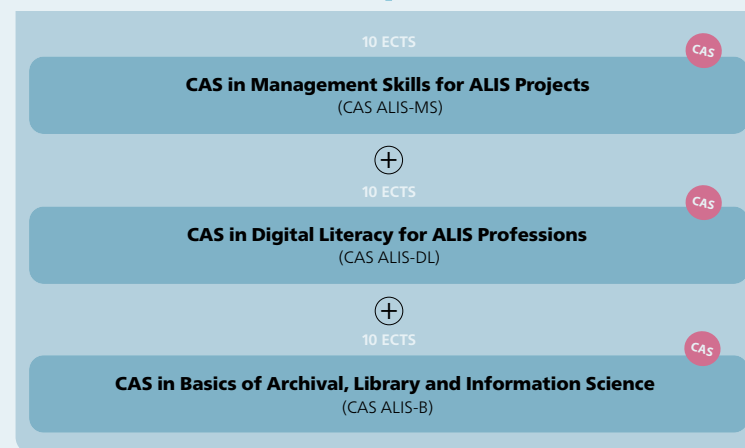 10 ECTS
CAS
CAS in Management Skills for ALIS Projects
(CAS ALIS-MS)
+
10 ECTS
CAS
CAS in Digital Literacy for ALIS Professions
(CAS ALIS-DL)
+
10 ECTS
CAS
CAS in Basics of Archival, Library and Information Science
(CAS ALIS-B)